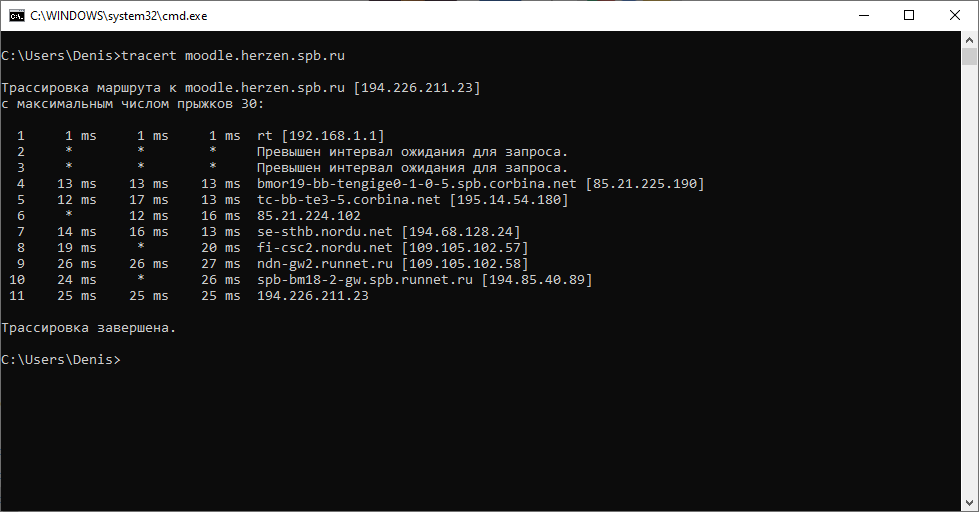 C:\WINDOWS\system32\cmd.exe
C:\Users\Denis>tracert moodle.herzen.spb.ru
Трассировка маршрута к moodle.herzen.spb.ru [194.226.211.23]
с максимальным числом прыжков 30:
1 1 ms 1 ms 1 ms rt [192.168.1.1]
2 * * * Превышен интервал ожидания для запроса.
3 * * * Превышен интервал ожидания для запроса.
4 13 ms 13 ms 13 ms bmor19-bb-tengige0-1-0-5.spb.corbina.net [85.21.225.190]
5 12 ms 17 ms 13 ms tc-bb-te3-5.corbina.net [195.14.54.180]
6 * 12 ms 16 ms 85.21.224.102
7 14 ms 16 ms 13 ms se-sthb.nordu.net [194.68.128.24]
8 19 ms * 20 ms fi-csc2.nordu.net [109.105.102.57]
9 26 ms 26 ms 27 ms ndn-gw2.runnet.ru [109.105.102.58]
10 24 ms * 26 ms spb-bm18-2-gw.spb.runnet.ru [194.85.40.89]
11 25 ms 25 ms 25 ms 194.226.211.23
Трассировка завершена.
C:\Users\Denis>